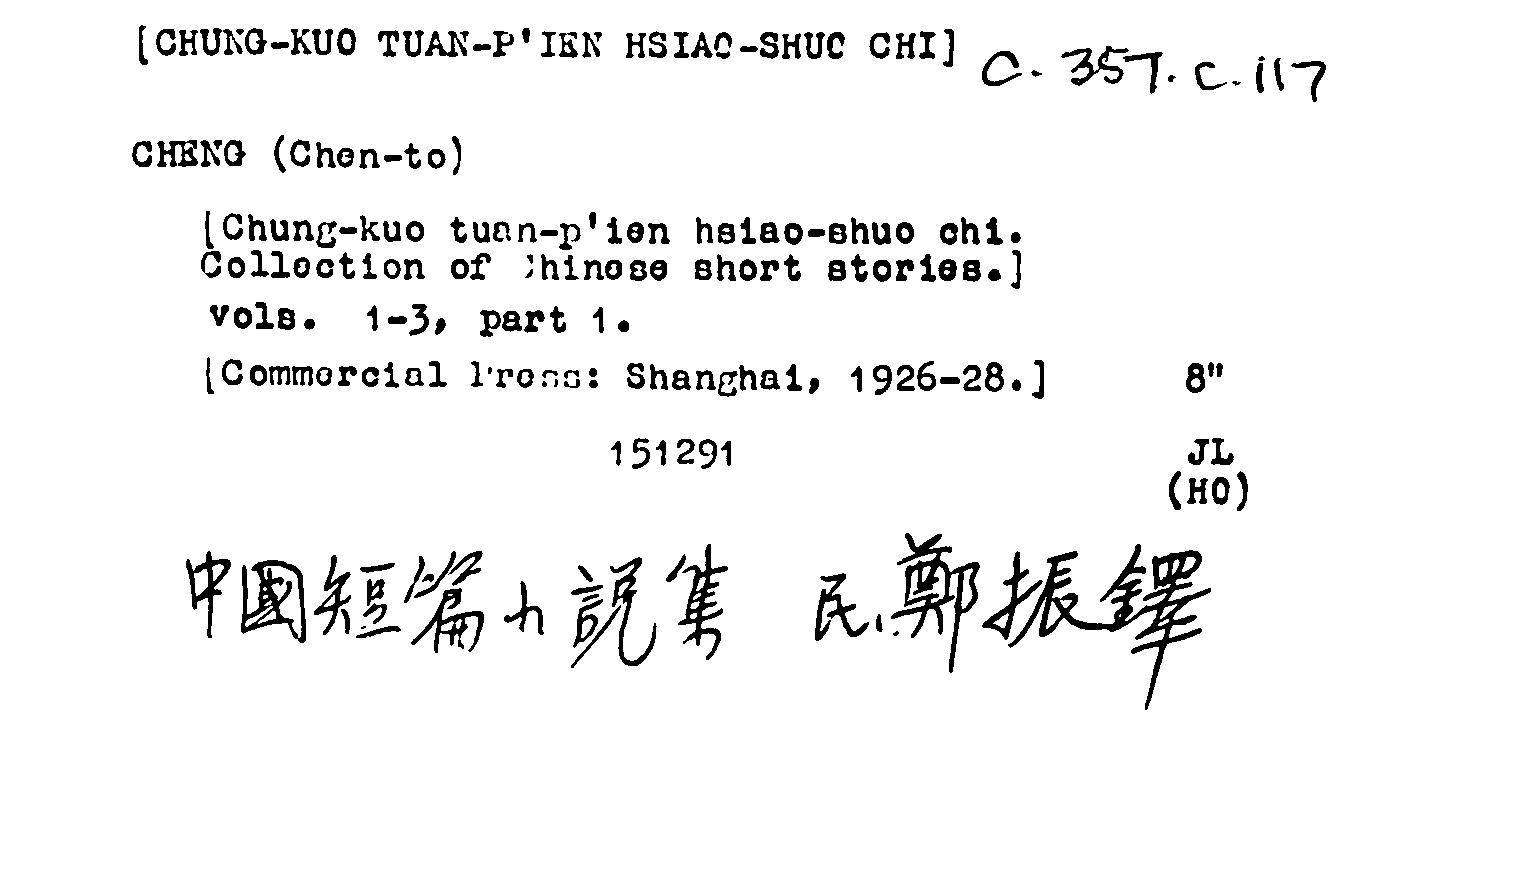 [CHUNG-KUO TUAN-P'IEN HSIAO-SHUO CHI] C. 357. c. 117
CHENG (Chen-to)
[Chung-kuo tuan-p'ien hsiao-shuo chi.
Collection of Chinese short stories.]
vols. 1-3, part 1.
[Commercial Press: Shanghai, 1926-28.] 8"
151291 JL
(HO)
中國短篇小說集 民、鄭振鐸